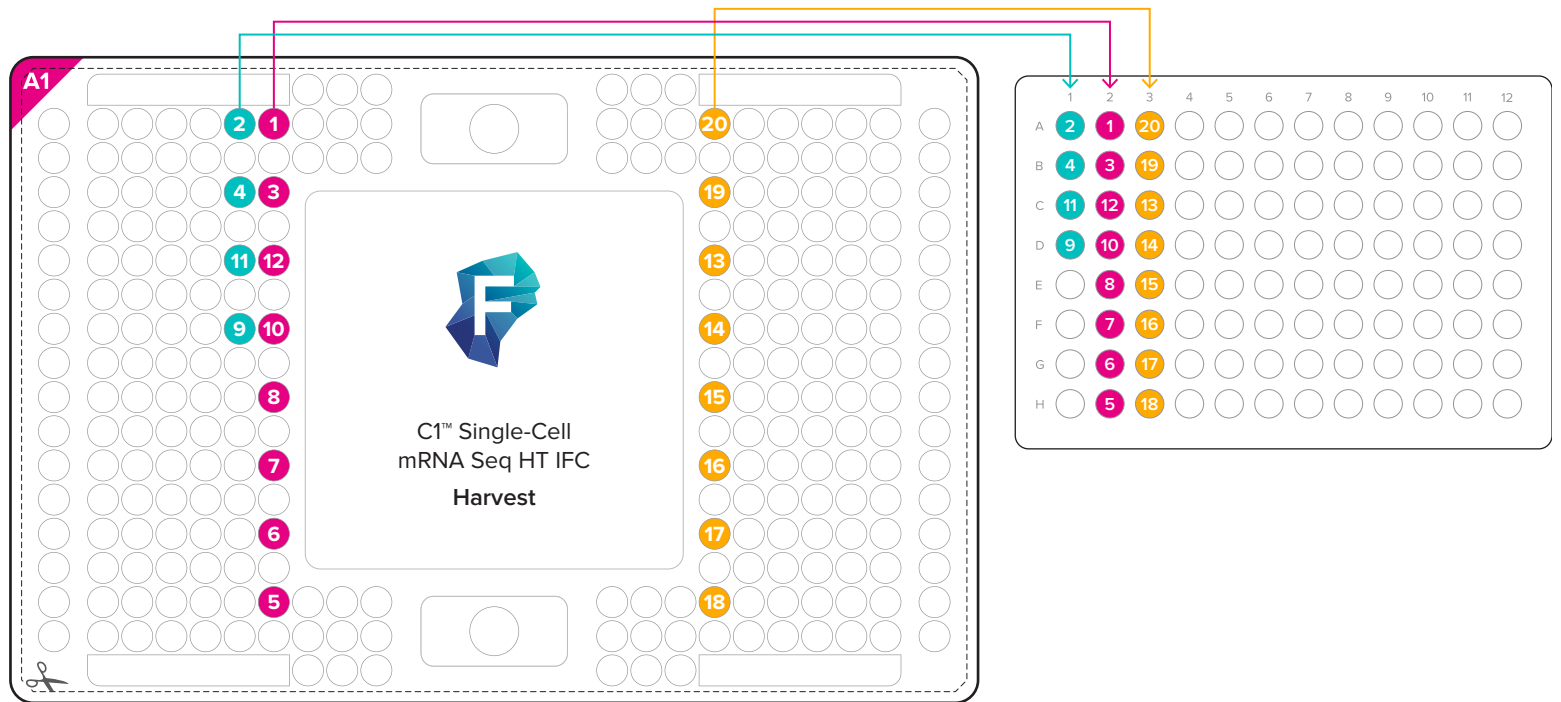 A1
2 1 20
4 3 19
11 12 13
9 10 14
8 15
7 16
6 17
5 18
F
C1™ Single-Cell
mRNA Seq HT IFC
Harvest
1 2 3 4 5 6 7 8 9 10 11 12
A 2 1 20
B 4 3 19
C 11 12 13
D 9 10 14
E 8 15
F 7 16
G 6 17
H 5 18